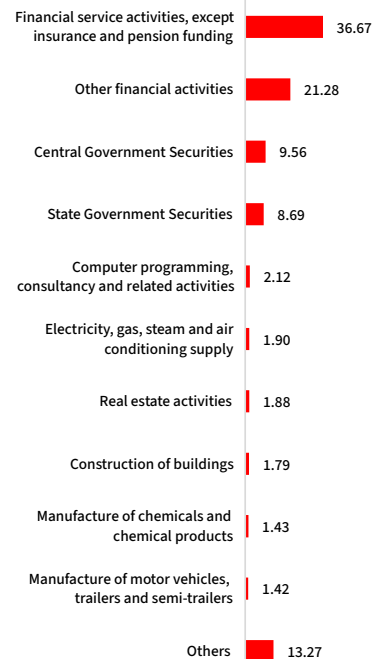 Financial service activities, except
insurance and pension funding
36.67
Other financial activities
21.28
Central Government Securities
9.56
State Government Securities
8.69
Computer programming,
consultancy and related activities
2.12
Electricity, gas, steam and air
conditioning supply
1.90
Real estate activities
1.88
Construction of buildings
1.79
Manufacture of chemicals and
chemical products
1.43
Manufacture of motor vehicles,
trailers and semi-trailers
1.42
Others
13.27